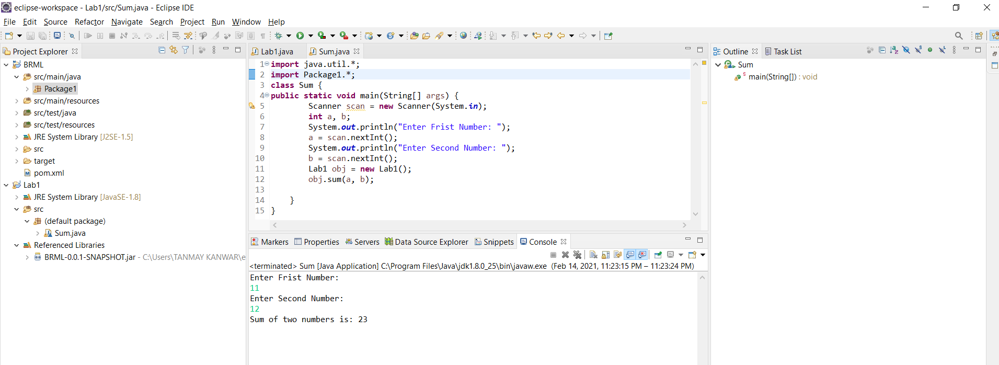 eclipse-workspace - Lab1/src/Sum.java - Eclipse IDE
File Edit Source Refactor Navigate Search Project Run Window Help
Project Explorer
BRML
src/main/java
Package1
src/main/resources
src/test/java
src/test/resources
JRE System Library [J2SE-1.5]
src
target
pom.xml
Lab1
JRE System Library [JavaSE-1.8]
src
(default package)
Sum.java
Referenced Libraries
BRML-0.0.1-SNAPSHOT.jar - C:\Users\TANMAY KANWAR\e
Lab1.java Sum.java
1 import java.util.*;
2 import Package1.*;
3 class Sum {
4 public static void main(String[] args) {
5 Scanner scan = new Scanner(System.in);
6 int a, b;
7 System.out.println("Enter Frist Number: ");
8 a = scan.nextInt();
9 System.out.println("Enter Second Number: ");
10 b = scan.nextInt();
11 Lab1 obj = new Lab1();
12 obj.sum(a, b);
13
14 }
15 }
Markers Properties Servers Data Source Explorer Snippets Console
<terminated> Sum [Java Application] C:\Program Files\Java\jdk1.8.0_25\bin\javaw.exe (Feb 14, 2021, 11:23:15 PM – 11:23:24 PM)
Enter Frist Number:
11
Enter Second Number:
12
Sum of two numbers is: 23
Outline Task List
Sum
main(String[]) : void